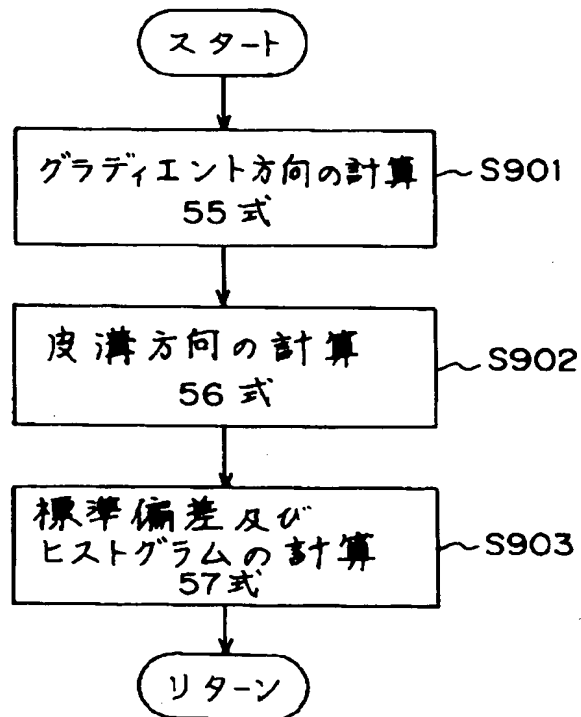 スタート
グラディエント方向の計算
55式
S901
皮溝方向の計算
56式
S902
標準偏差及び
ヒストグラムの計算
57式
S903
リターン